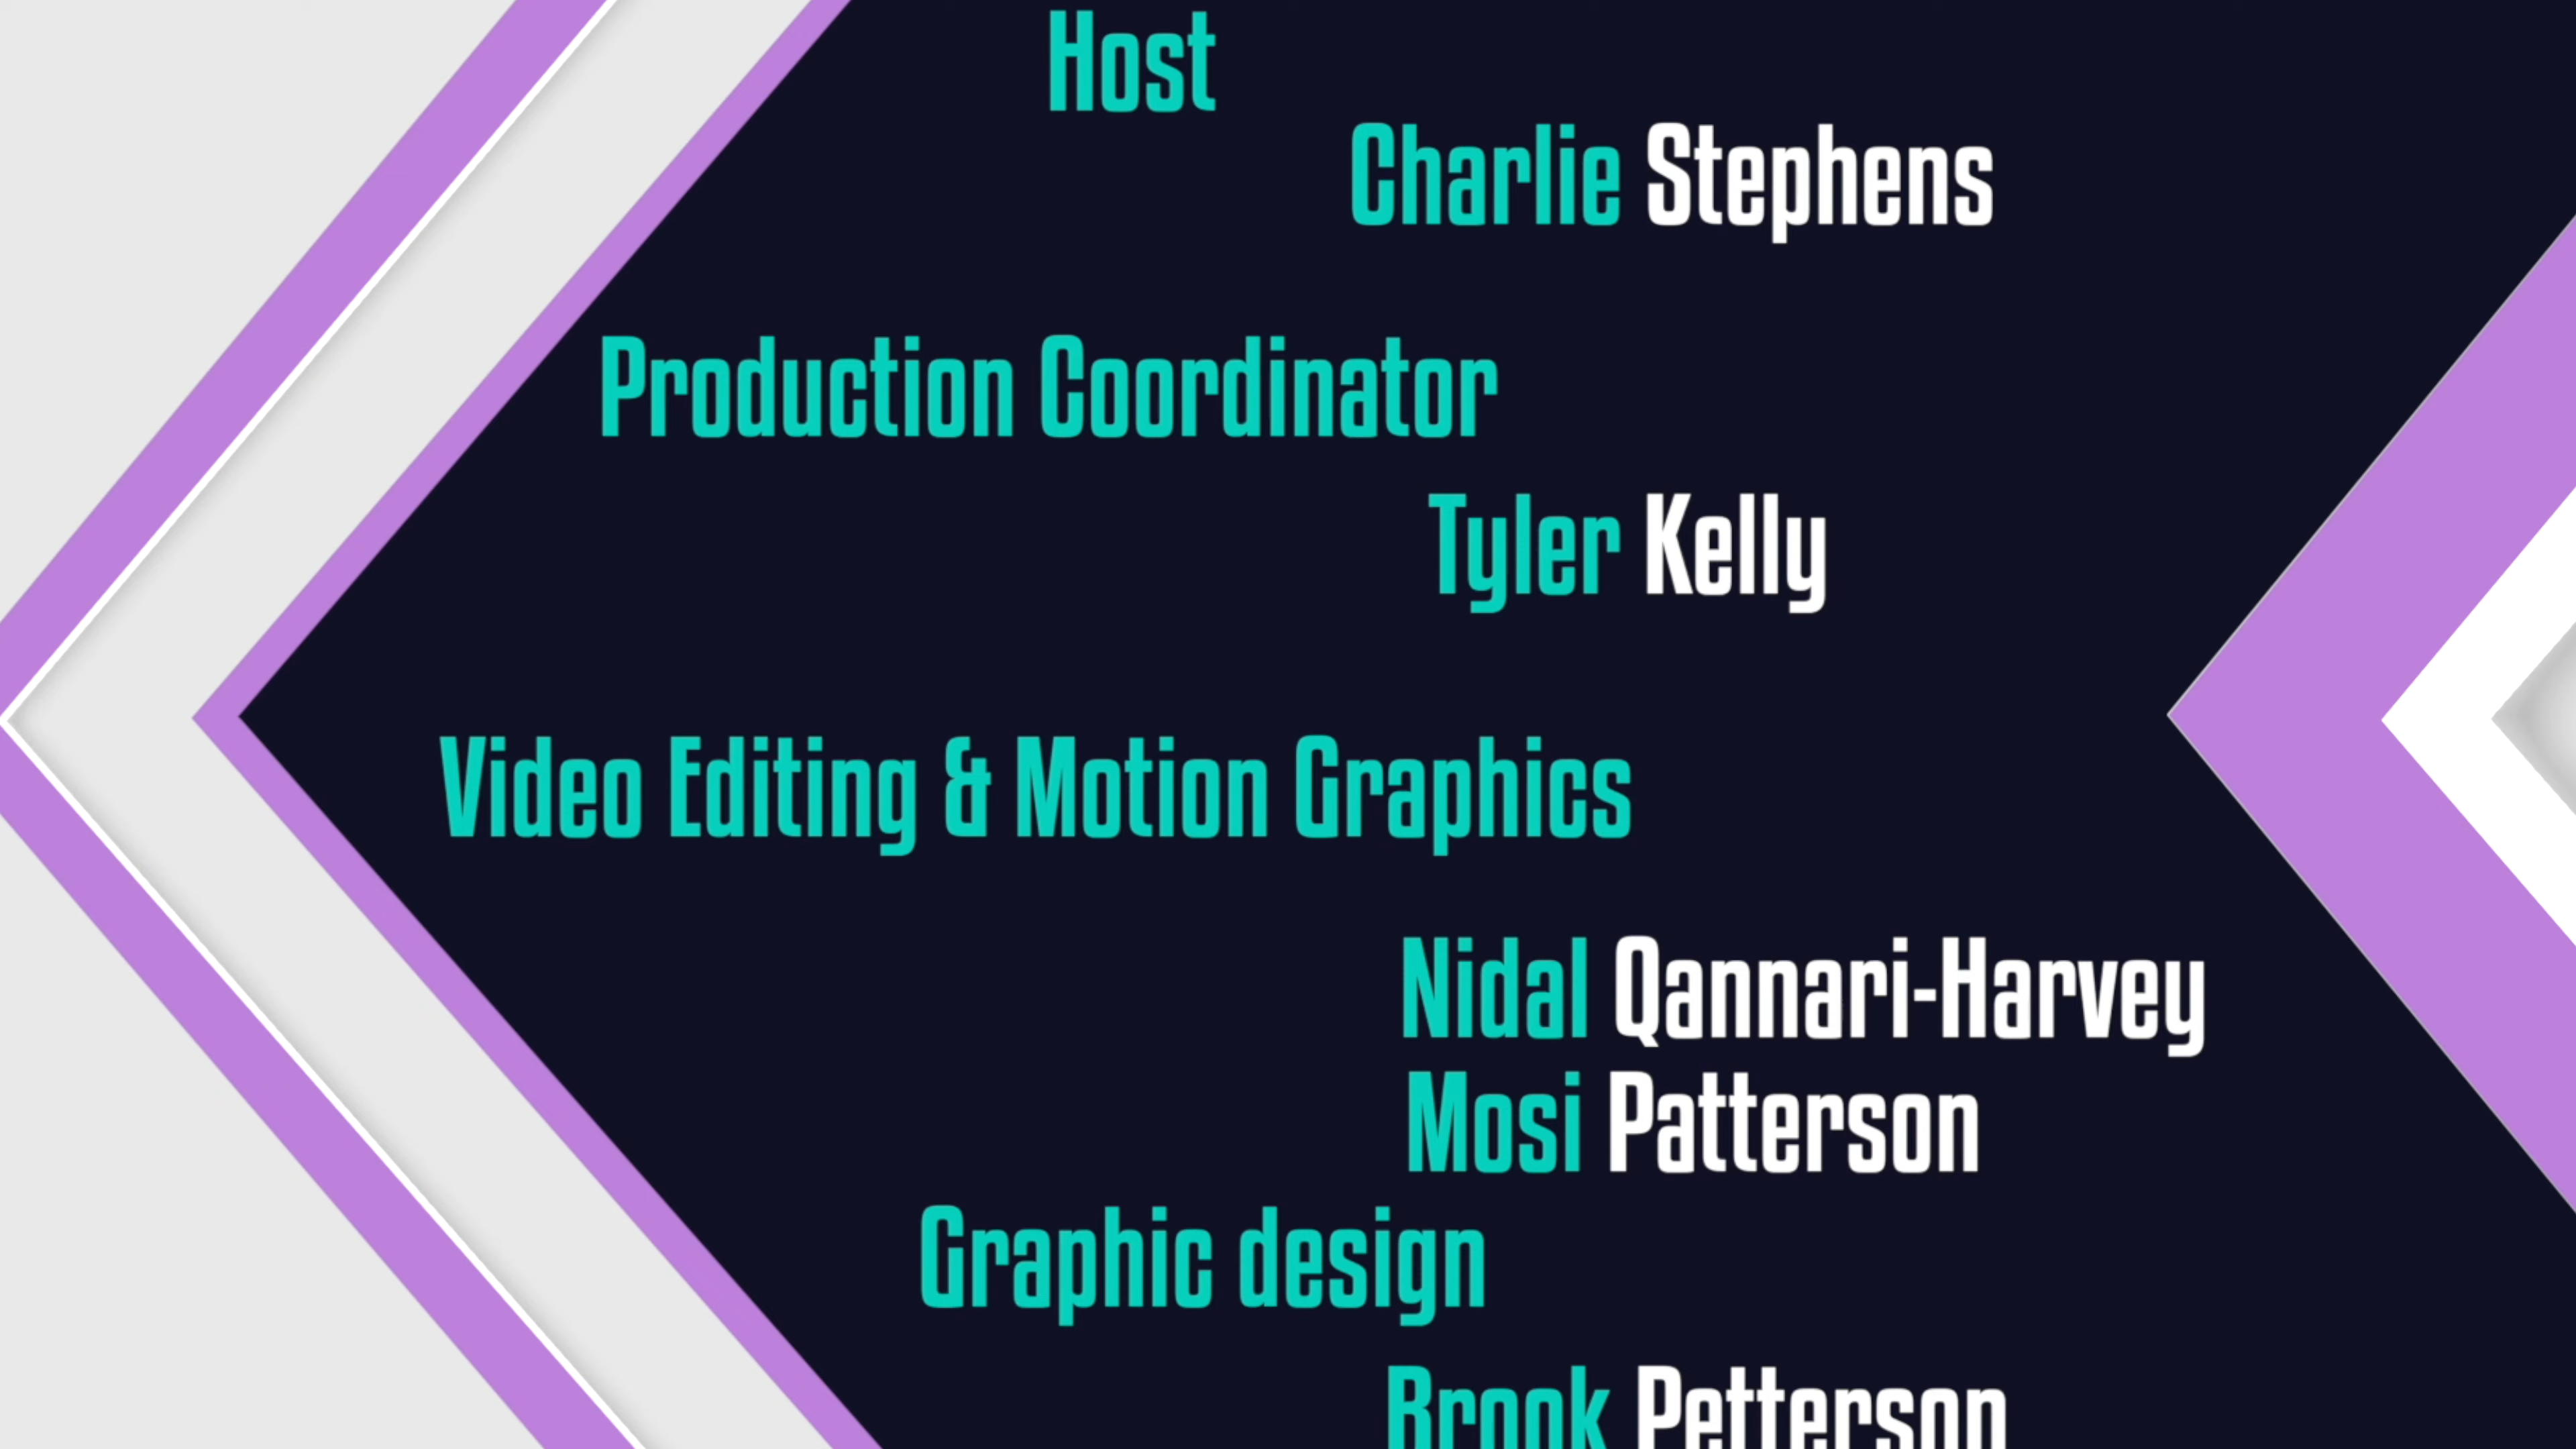 Host
Charlie Stephens
Production Coordinator
Tyler Kelly
Video Editing & Motion Graphics
Nidal Qannari-Harvey
Mosi Patterson
Graphic design
Brook Petterson